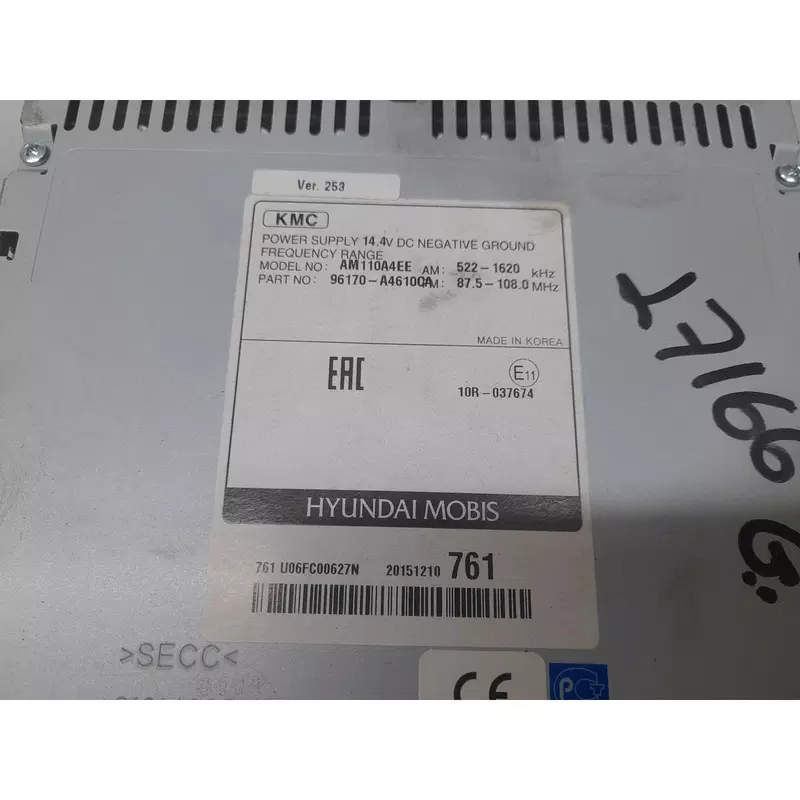 Ver. 253
KMC
POWER SUPPLY 14.4V DC NEGATIVE GROUND
FREQUENCY RANGE
MODEL NO: AM110A4EE AM: 522-1620 kHz
PART NO: 96170-A4610CA FM: 87.5-108.0 MHz
MADE IN KOREA
EAC
E11
10R-037674
HYUNDAI MOBIS
761 U06FC00627N 20151210 761
>SECC<
CE
27166 G: